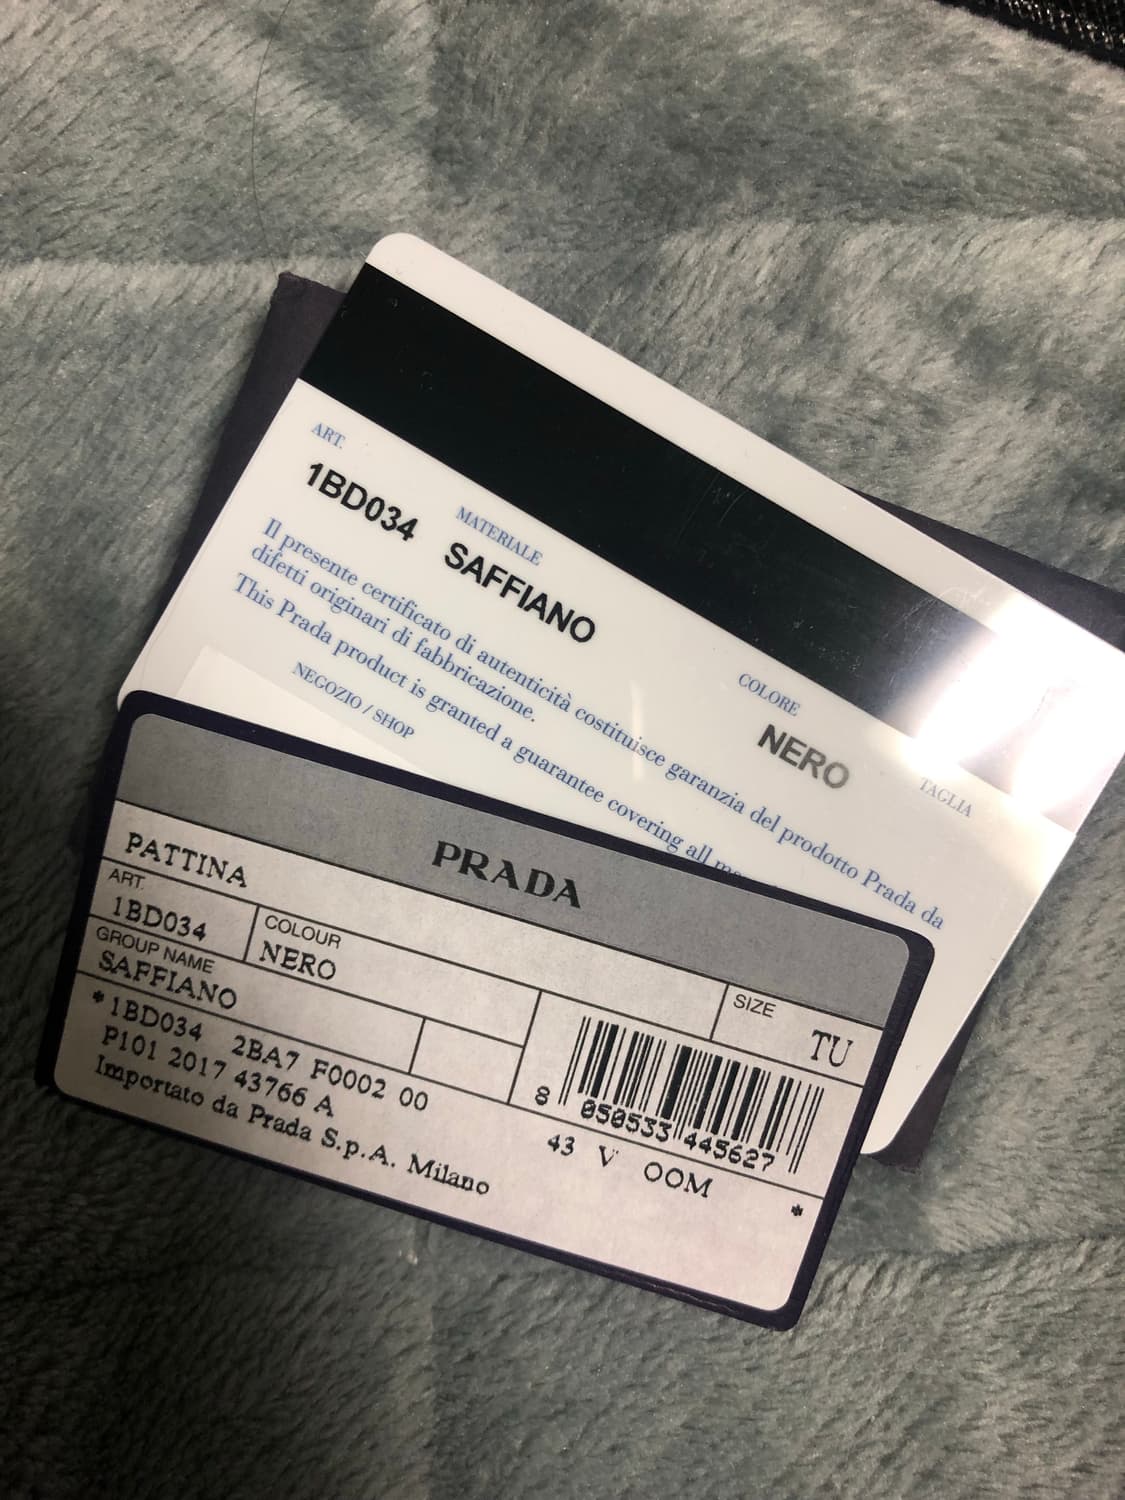 ART.
1BD034
MATERIALE
SAFFIANO
COLORE
NERO
TAGLIA
Il presente certificato di autenticità costituisce garanzia del prodotto Prada da
difetti originari di fabbricazione.
This Prada product is granted a guarantee covering all
NEGOZIO / SHOP
PRADA
PATTINA
ART.
1BD034
COLOUR
NERO
SIZE
TU
GROUP NAME
SAFFIANO
*1BD034 2BA7 F0002 00
P101 2017 43766 A
Importato da Prada S.p.A. Milano
8 050533 445627
43 V OOM
*